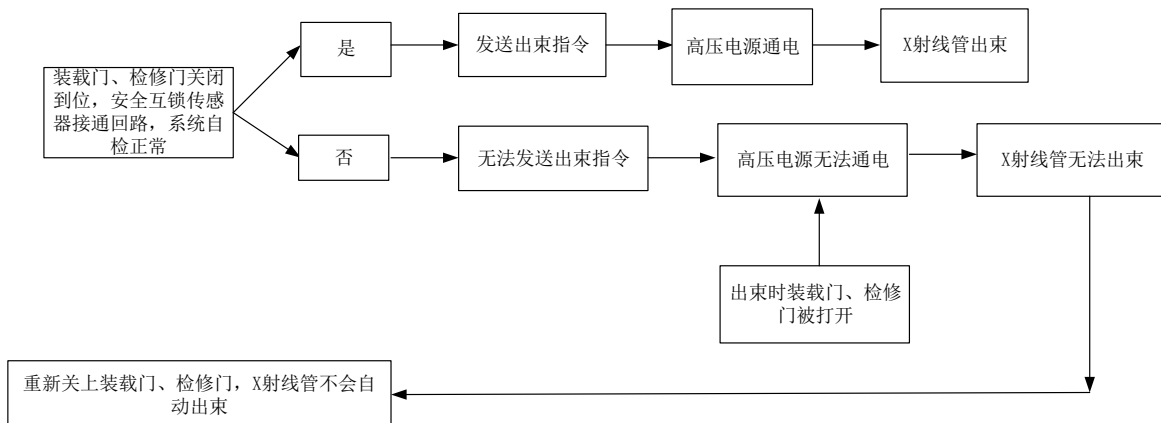 是
发送出束指令
高压电源通电
X射线管出束
装载门、检修门关闭
到位，安全互锁传感
器接通回路，系统自
检正常
否
无法发送出束指令
高压电源无法通电
X射线管无法出束
出束时装载门、检修
门被打开
重新关上装载门、检修门，X射线管不会自
动出束